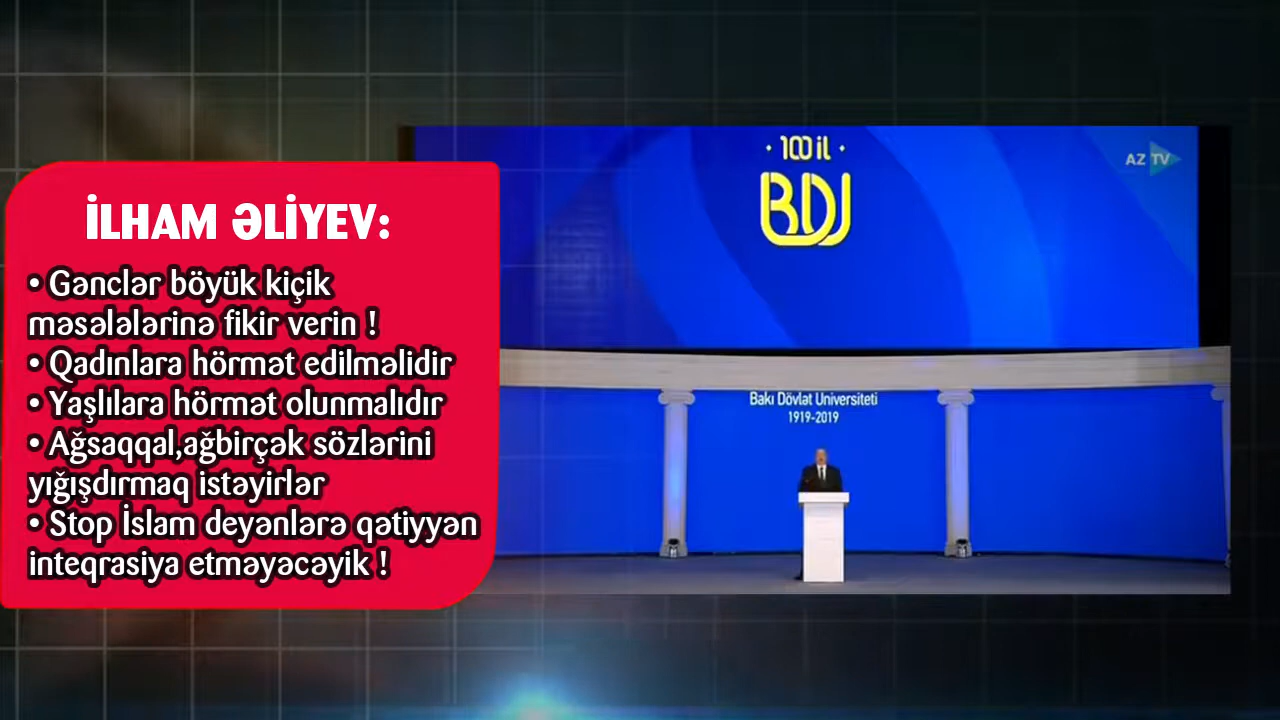 · 100 il ·
BDU
AZ TV
İLHAM ƏLİYEV:
• Gənclər böyük kiçik
məsələlərinə fikir verin !
• Qadınlara hörmət edilməlidir
• Yaşlılara hörmət olunmalıdır
• Ağsaqqal,ağbirçək sözlərini
yığışdırmaq istəyirlər
• Stop İslam deyənlərə qətiyyən
inteqrasiya etməyəcəyik !
Bakı Dövlət Universiteti
1919-2019